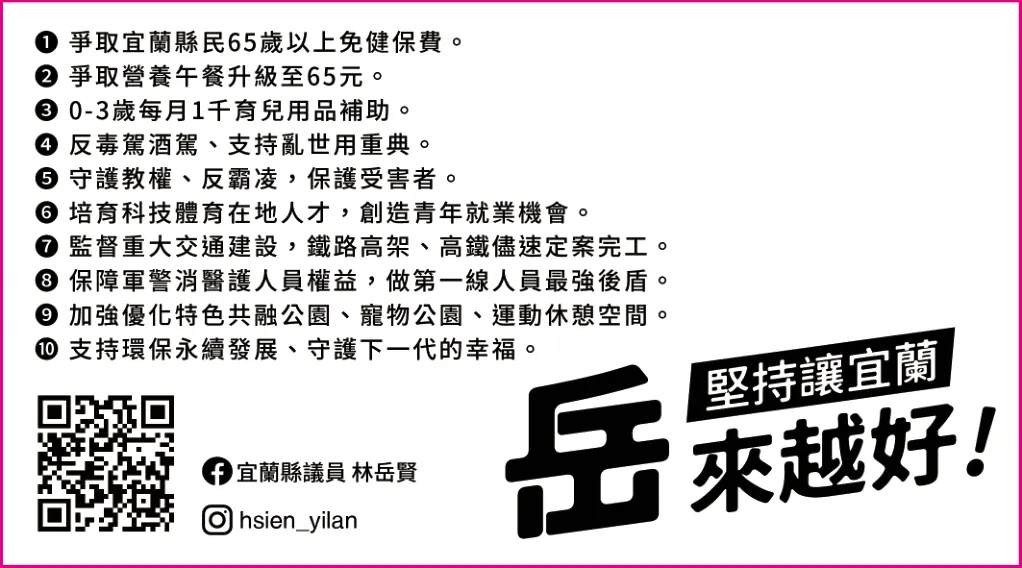 ❶ 爭取宜蘭縣民65歲以上免健保費。
❷ 爭取營養午餐升級至65元。
❸ 0-3歲每月1千育兒用品補助。
❹ 反毒駕酒駕、支持亂世用重典。
❺ 守護教權、反霸凌，保護受害者。
❻ 培育科技體育在地人才，創造青年就業機會。
❼ 監督重大交通建設，鐵路高架、高鐵儘速定案完工。
❽ 保障軍警消醫護人員權益，做第一線人員最強後盾。
❾ 加強優化特色共融公園、寵物公園、運動休憩空間。
❿ 支持環保永續發展、守護下一代的幸福。
堅持讓宜蘭
岳來越好！
宜蘭縣議員 林岳賢
hsien_yilan